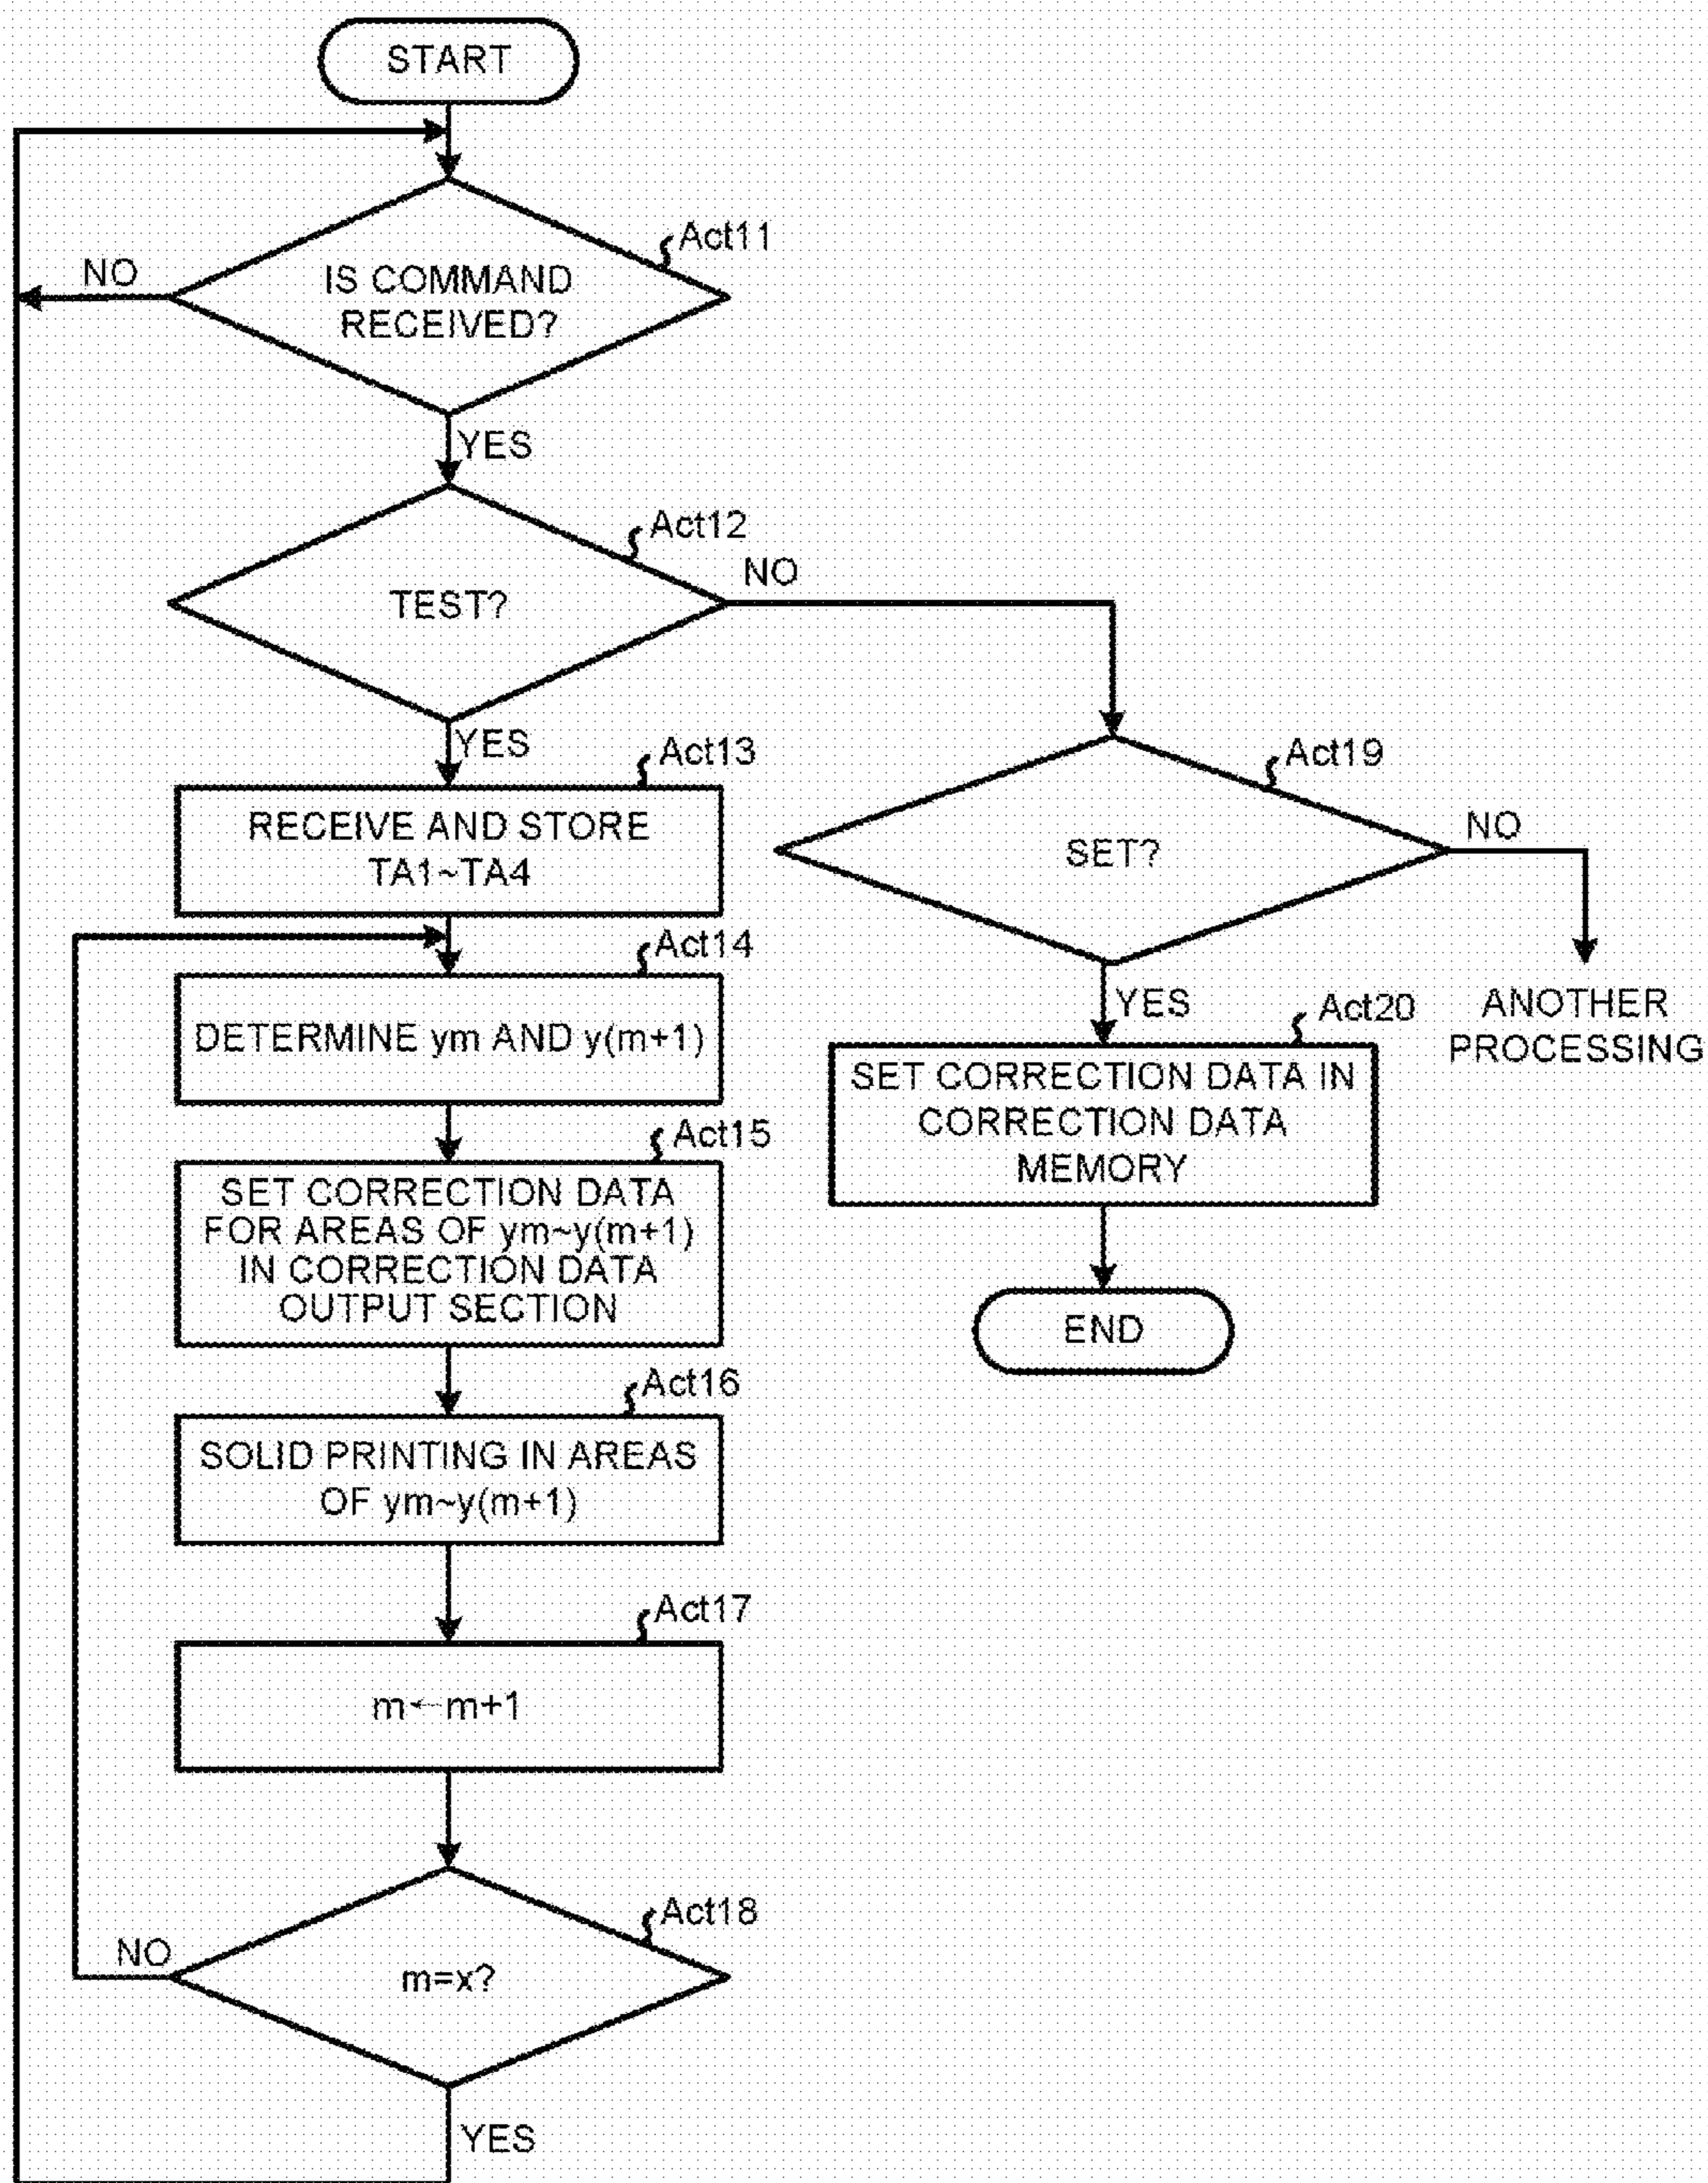 START
Act11
NO
IS COMMAND
RECEIVED?
YES
Act12
NO
TEST?
YES
Act13
RECEIVE AND STORE
TA1~TA4
Act14
DETERMINE ym AND y(m+1)
Act15
SET CORRECTION DATA
FOR AREAS OF ym~y(m+1)
IN CORRECTION DATA
OUTPUT SECTION
Act16
SOLID PRINTING IN AREAS
OF ym~y(m+1)
Act17
m←m+1
Act18
NO
m=x?
YES
Act19
NO
SET?
YES
ANOTHER
PROCESSING
Act20
SET CORRECTION DATA IN
CORRECTION DATA
MEMORY
END